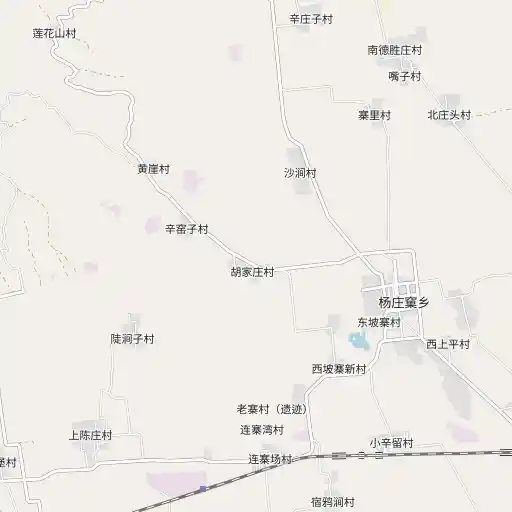 辛庄子村
莲花山村
南德胜庄村
嘴子村
寨里村
北庄头村
黄崖村
沙涧村
辛窑子村
胡家庄村
杨庄窠乡
东坡寨村
陡涧子村
西上平村
西坡寨新村
老寨村（遗迹）
连寨湾村
上陈庄村
小辛留村
连寨场村
堡村
宿鸦涧村